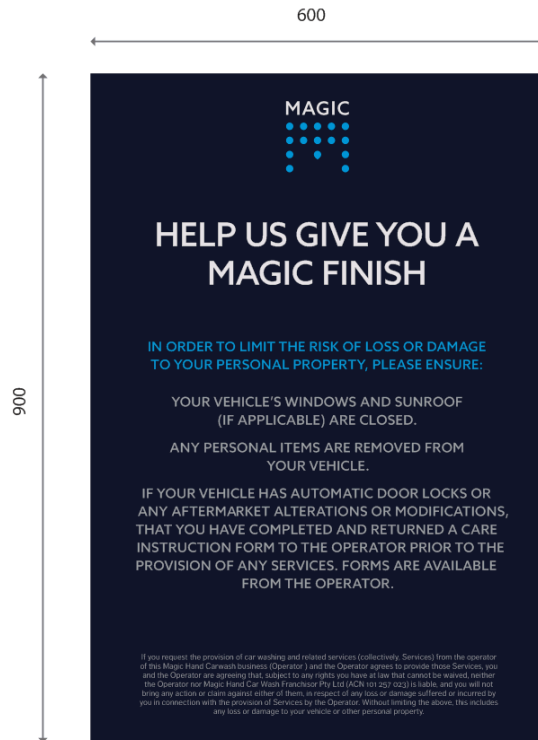 600
900
MAGIC
HELP US GIVE YOU A
MAGIC FINISH
IN ORDER TO LIMIT THE RISK OF LOSS OR DAMAGE
TO YOUR PERSONAL PROPERTY, PLEASE ENSURE:
YOUR VEHICLE'S WINDOWS AND SUNROOF
(IF APPLICABLE) ARE CLOSED.
ANY PERSONAL ITEMS ARE REMOVED FROM
YOUR VEHICLE.
IF YOUR VEHICLE HAS AUTOMATIC DOOR LOCKS OR
ANY AFTERMARKET ALTERATIONS OR MODIFICATIONS,
THAT YOU HAVE COMPLETED AND RETURNED A CARE
INSTRUCTION FORM TO THE OPERATOR PRIOR TO THE
PROVISION OF ANY SERVICES. FORMS ARE AVAILABLE
FROM THE OPERATOR.
If you request the provision of car washing and related services (collectively, Services) from the operator
of this Magic Hand Carwash business (Operator ) and the Operator agrees to provide those Services, you
and the Operator are agreeing that, subject to any rights you have at law that cannot be waived, neither
the Operator nor Magic Hand Car Wash Franchisor Pty Ltd (ACN 101 257 023) is liable, and you will not
bring any action or claim against either of them, in respect of any loss or damage suffered or incurred by
you in connection with the provision of Services by the Operator. Without limiting the above, this includes
any loss or damage to your vehicle or other personal property.